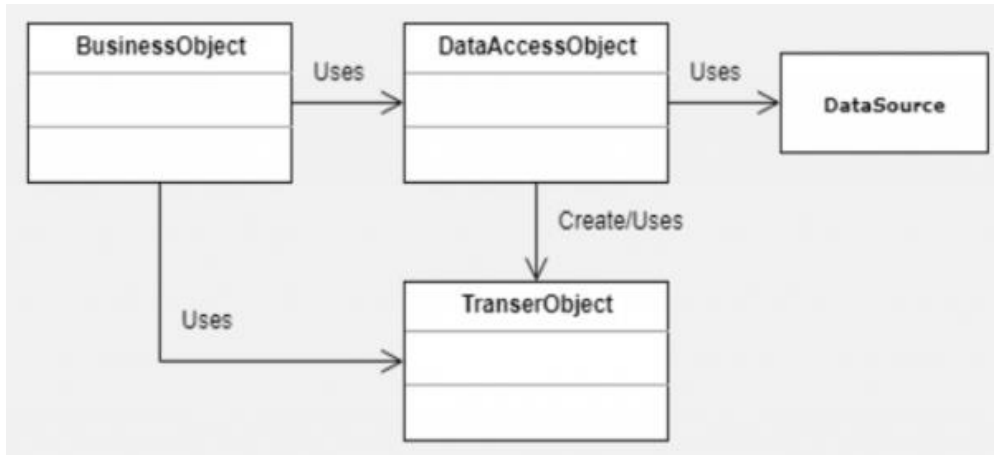 BusinessObject
Uses
DataAccessObject
Uses
DataSource
Create/Uses
Uses
TranserObject